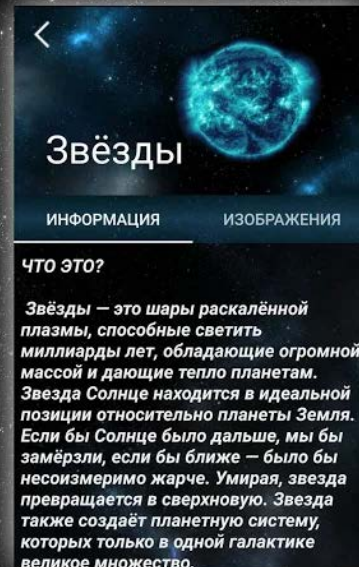 Звёзды
ИНФОРМАЦИЯ ИЗОБРАЖЕНИЯ
ЧТО ЭТО?
Звёзды — это шары раскалённой
плазмы, способные светить
миллиарды лет, обладающие огромной
массой и дающие тепло планетам.
Звезда Солнце находится в идеальной
позиции относительно планеты Земля.
Если бы Солнце было дальше, мы бы
замёрзли, если бы ближе — было бы
несоизмеримо жарче. Умирая, звезда
превращается в сверхновую. Звезда
также создаёт планетную систему,
которых только в одной галактике
великое множество.